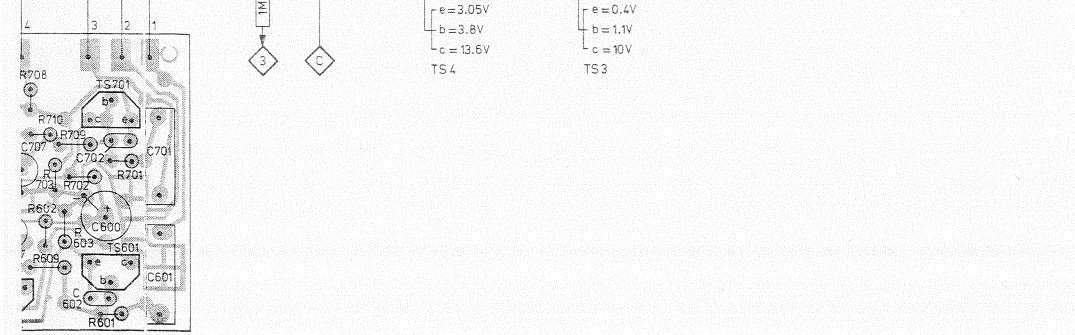 e = 3.05V
b = 3.8V
c = 13.6V
TS4
e = 0.4V
b = 1.1V
c = 10V
TS3
1M
3
C
4 3 2 1
R708
TS701
b
c e
R710
R709
C707
C702
C701
R701
R
703
R702
R602
+
C600
R
603
TS601
e c
R609
b
C601
C
602
R601